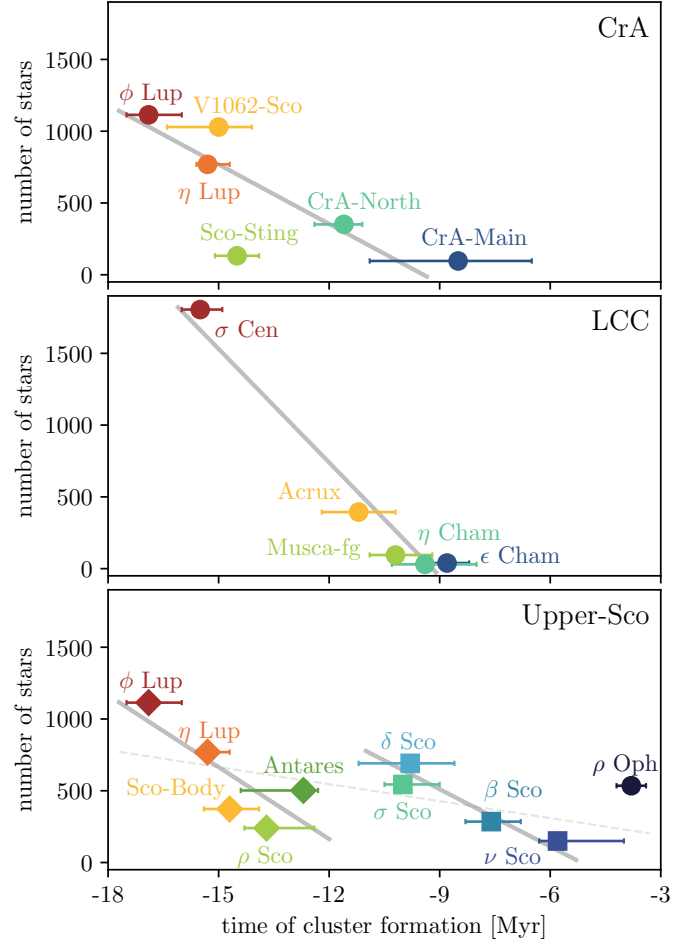 CrA
1500
1000
500
0
number of stars
ϕ Lup
V1062-Sco
η Lup
CrA-North
Sco-Sting
CrA-Main
LCC
1500
1000
500
0
number of stars
σ Cen
Acrux
η Cham
Musca-fg
ϵ Cham
Upper-Sco
1500
1000
500
0
number of stars
ϕ Lup
η Lup
δ Sco
Antares
ρ Oph
Sco-Body
β Sco
σ Sco
ρ Sco
ν Sco
-18 -15 -12 -9 -6 -3
time of cluster formation [Myr]